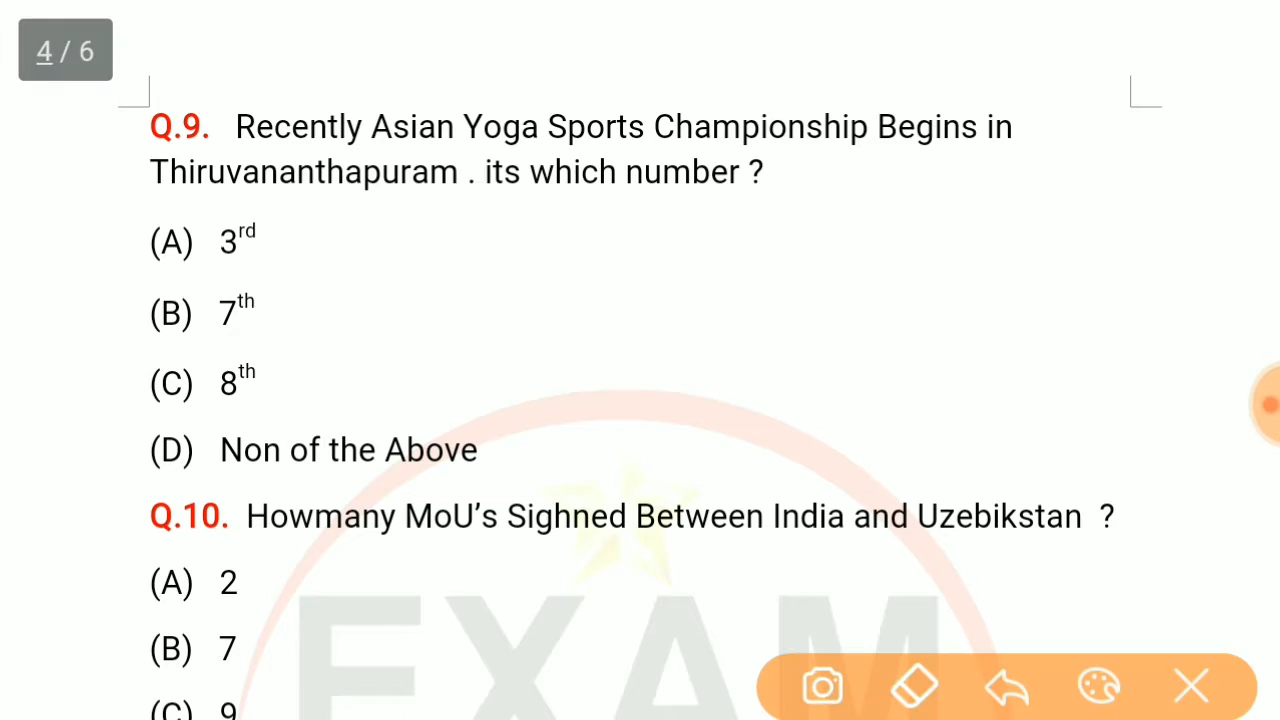 4 / 6
Q.9. Recently Asian Yoga Sports Championship Begins in
Thiruvananthapuram . its which number ?
(A) 3rd
(B) 7th
(C) 8th
(D) Non of the Above
Q.10. Howmany MoU’s Sighned Between India and Uzebikstan ?
EXAM
(A) 2
(B) 7
(C) 9